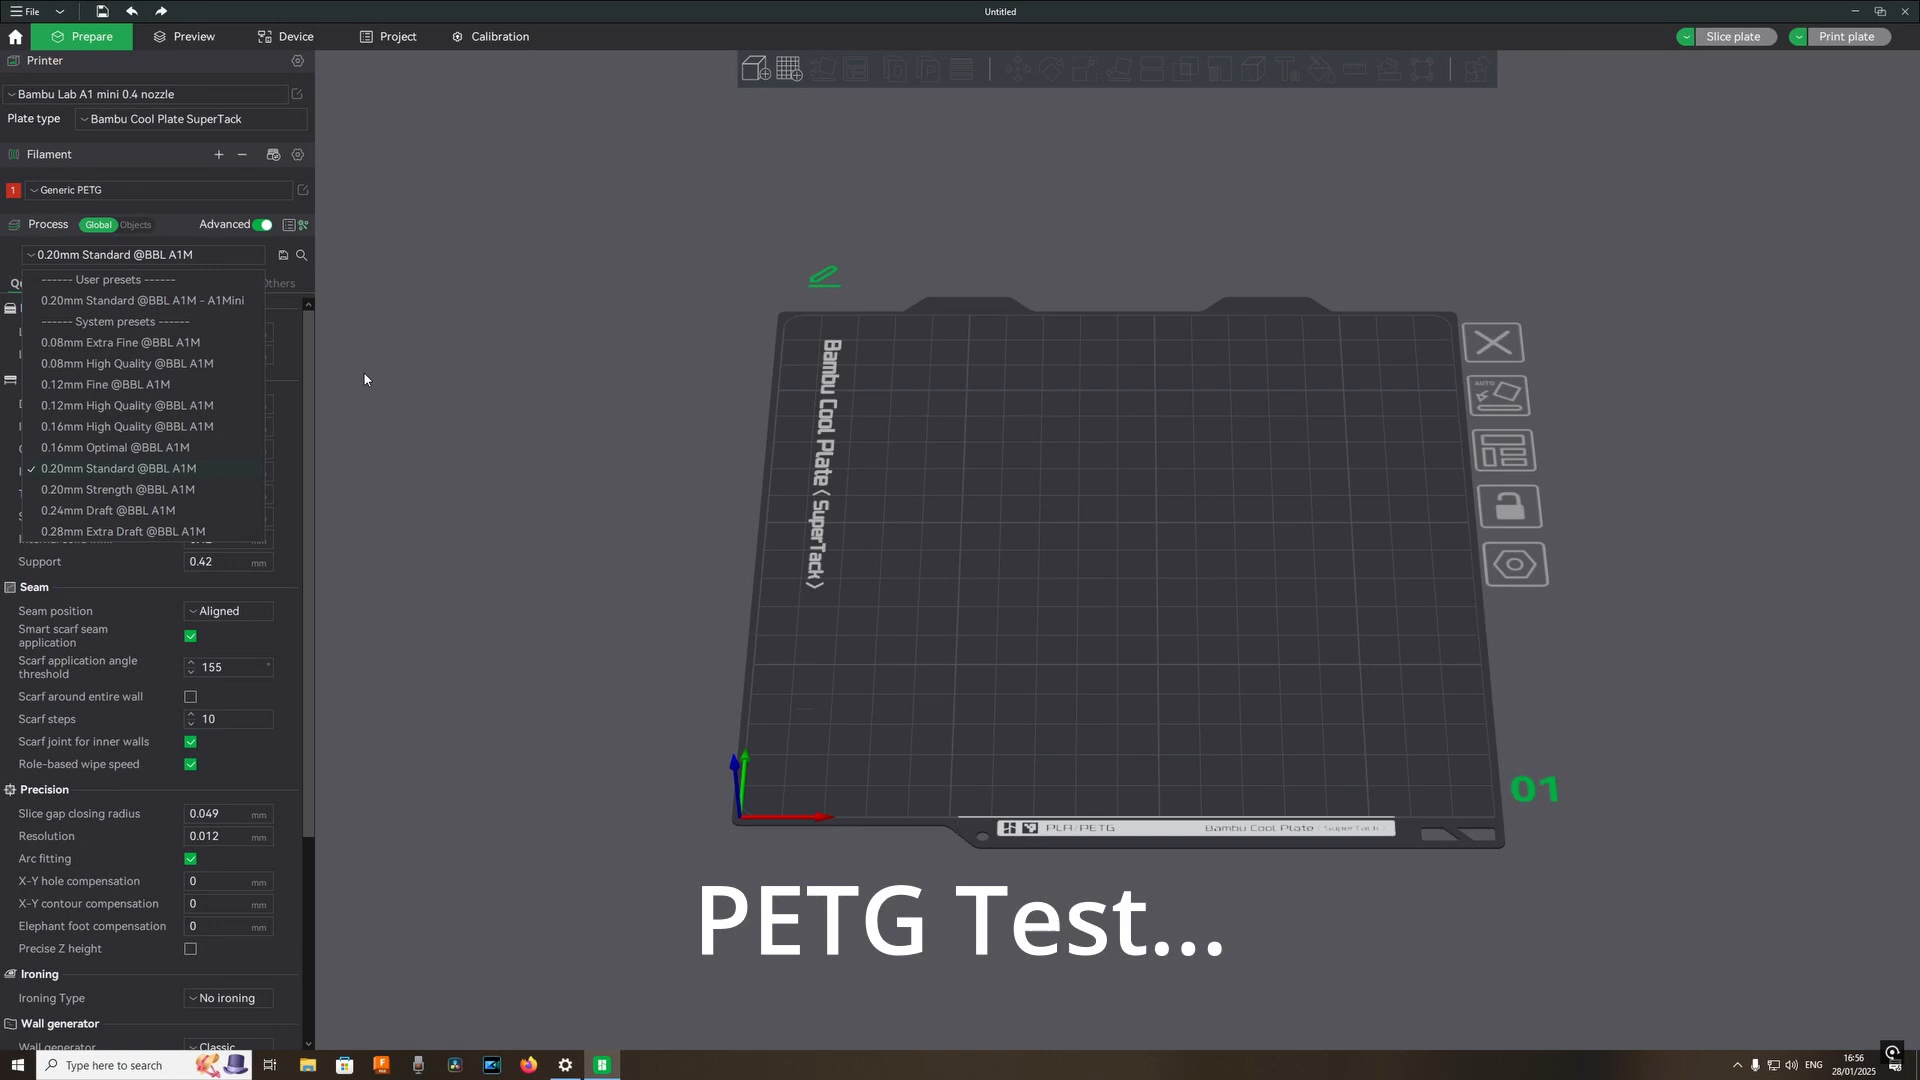 File
Untitled
Prepare
Preview
Device
Project
Calibration
Slice plate
Print plate
Printer
Bambu Lab A1 mini 0.4 nozzle
Plate type
Bambu Cool Plate SuperTack
Filament
1
Generic PETG
Process
Global
Objects
Advanced
0.20mm Standard @BBL A1M
------ User presets ------
0.20mm Standard @BBL A1M - A1Mini
------ System presets ------
0.08mm Extra Fine @BBL A1M
0.08mm High Quality @BBL A1M
0.12mm Fine @BBL A1M
0.12mm High Quality @BBL A1M
0.16mm High Quality @BBL A1M
0.16mm Optimal @BBL A1M
0.20mm Standard @BBL A1M
0.20mm Strength @BBL A1M
0.24mm Draft @BBL A1M
0.28mm Extra Draft @BBL A1M
Support 0.42 mm
Seam
Seam position Aligned
Smart scarf seam
application
Scarf application angle
threshold 155 °
Scarf around entire wall
Scarf steps 10
Scarf joint for inner walls
Role-based wipe speed
Precision
Slice gap closing radius 0.049 mm
Resolution 0.012 mm
Arc fitting
X-Y hole compensation 0 mm
X-Y contour compensation 0 mm
Elephant foot compensation 0 mm
Precise Z height
Ironing
Ironing Type No ironing
Wall generator
Wall generator Classic
Bambu Cool Plate <SuperTack>
AUTO
01
PLA/PETG
Bambu Cool Plate <SuperTack>
PETG Test...
Type here to search
ENG
16:56
28/01/2025